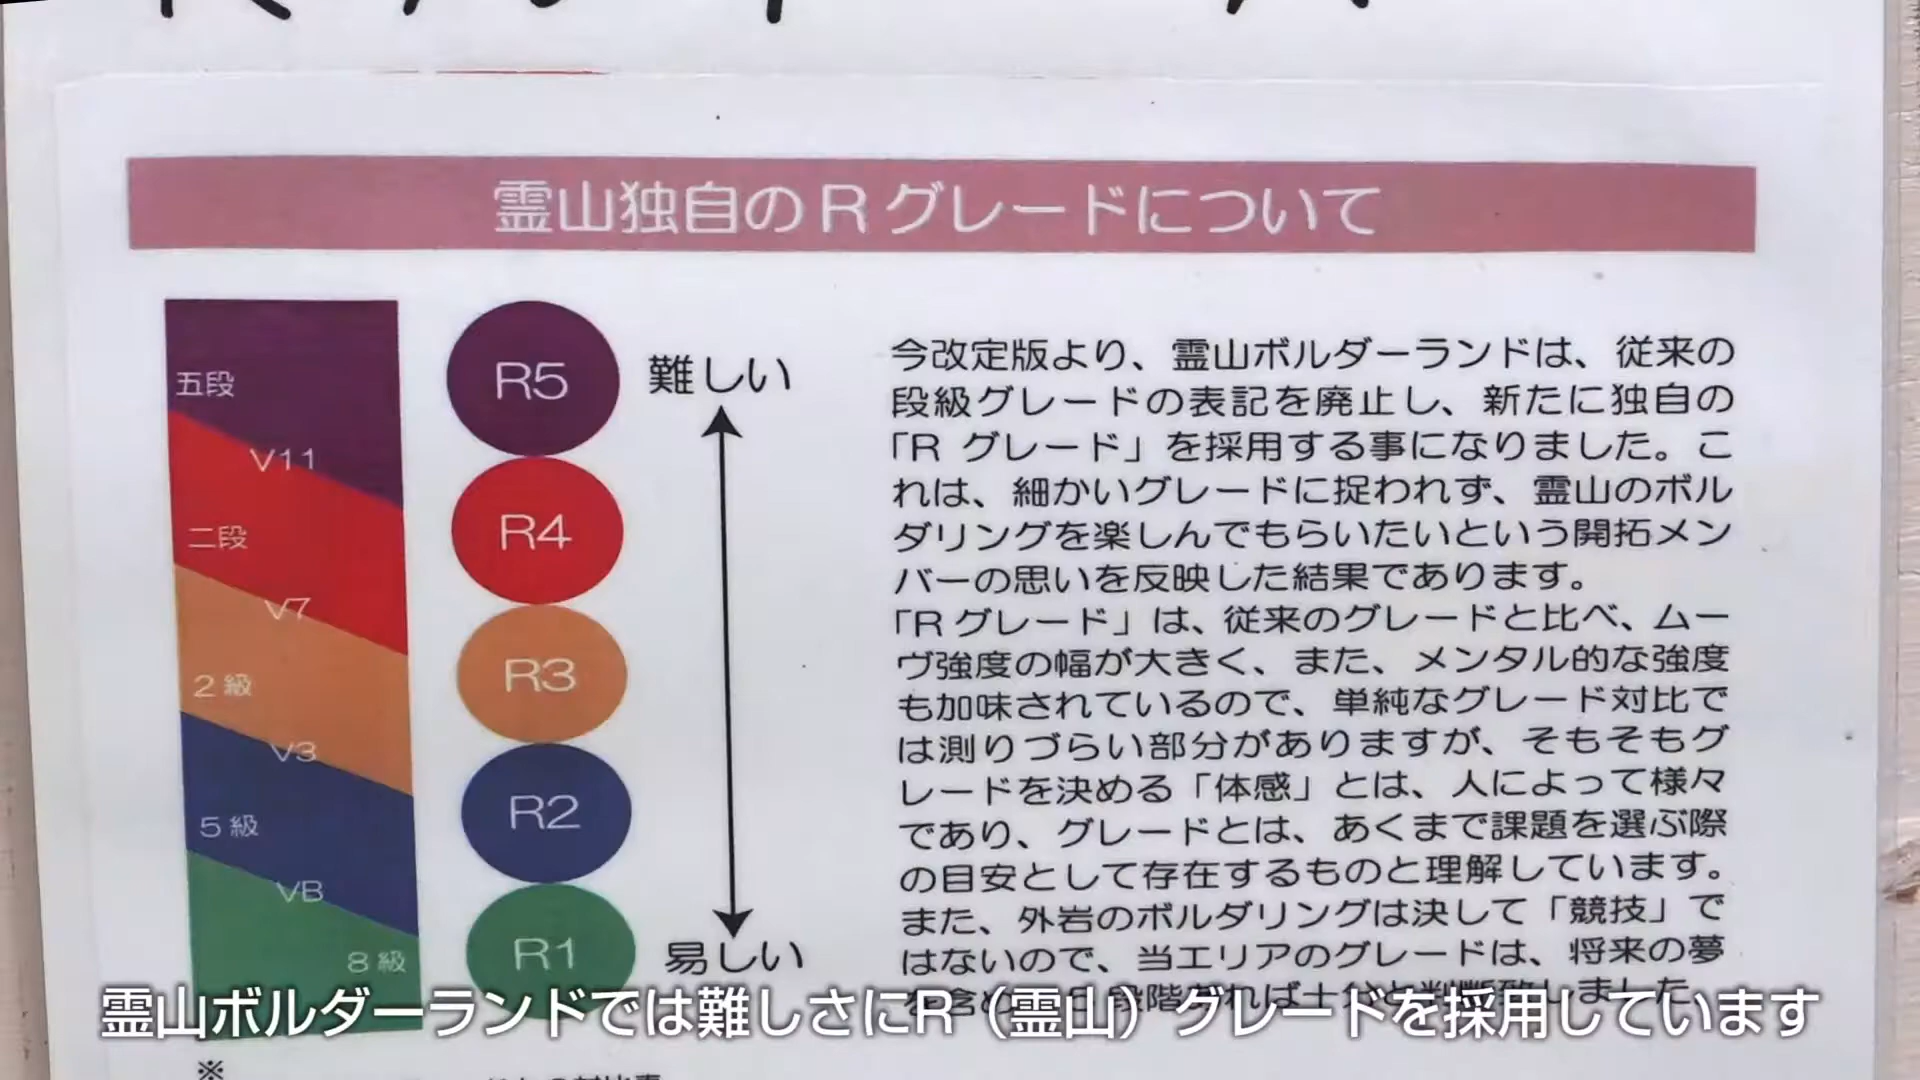 霊山独自のRグレードについて
五段
V11
二段
V7
2級
V3
5級
VB
8級
R5
R4
R3
R2
R1
難しい
易しい
今改定版より、霊山ボルダーランドは、従来の
段級グレードの表記を廃止し、新たに独自の
「R グレード」を採用する事になりました。こ
れは、細かいグレードに捉われず、霊山のボル
ダリングを楽しんでもらいたいという開拓メン
バーの思いを反映した結果であります。
「R グレード」は、従来のグレードと比べ、ムー
ヴ強度の幅が大きく、また、メンタル的な強度
も加味されているので、単純なグレード対比で
は測りづらい部分がありますが、そもそもグ
レードを決める「体感」とは、人によって様々
であり、グレードとは、あくまで課題を選ぶ際
の目安として存在するものと理解しています。
また、外岩のボルダリングは決して「競技」で
はないので、当エリアのグレードは、将来の夢
霊山ボルダーランドでは難しさにR（霊山）グレードを採用しています
※